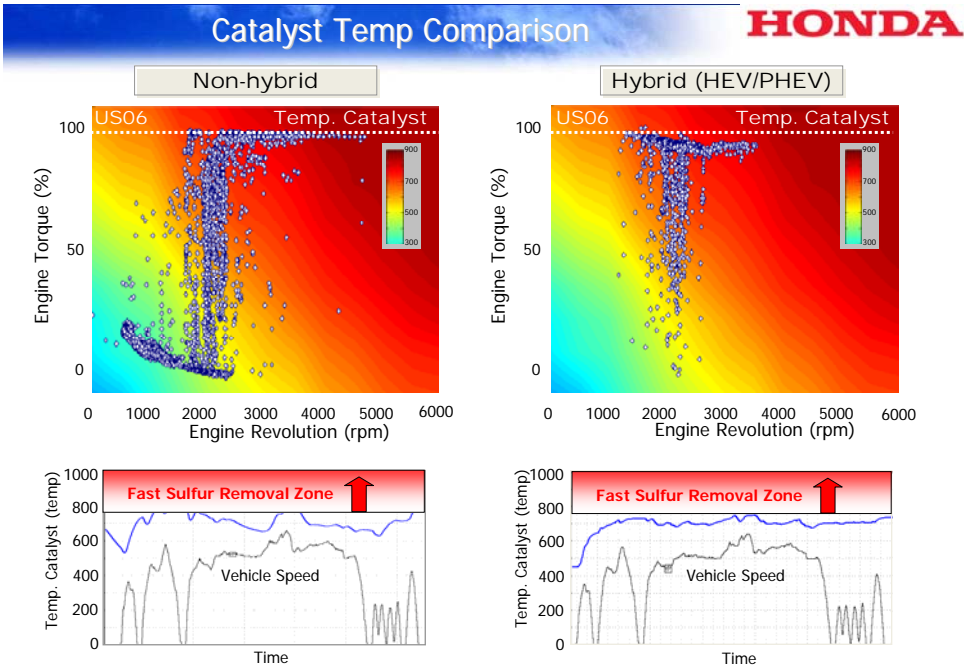 Catalyst Temp Comparison
HONDA
Non-hybrid
US06
Temp. Catalyst
900
700
500
300
Engine Torque (%)
100
50
0
0 1000 2000 3000 4000 5000 6000
Engine Revolution (rpm)
Hybrid (HEV/PHEV)
US06
Temp. Catalyst
900
700
500
300
Engine Torque (%)
100
50
0
0 1000 2000 3000 4000 5000 6000
Engine Revolution (rpm)
Temp. Catalyst (temp)
1000
800
600
400
200
0
Fast Sulfur Removal Zone
Vehicle Speed
Time
Temp. Catalyst (temp)
1000
800
600
400
200
0
Fast Sulfur Removal Zone
Vehicle Speed
Time